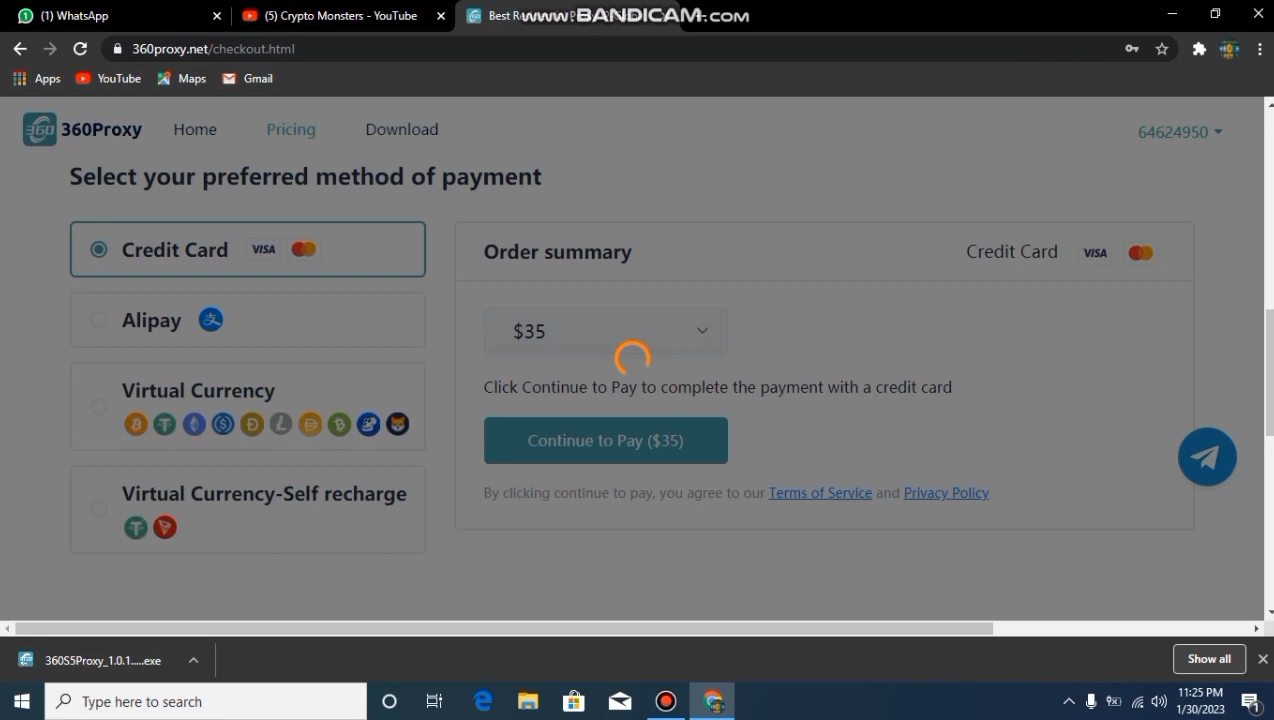 (1) WhatsApp
(5) Crypto Monsters - YouTube
Best R
www.BANDICAM.com
360proxy.net/checkout.html
Apps
YouTube
Maps
Gmail
360Proxy
Home
Pricing
Download
64624950
Select your preferred method of payment
Credit Card VISA
Alipay
Virtual Currency
Virtual Currency-Self recharge
Order summary
Credit Card VISA
$35
Click Continue to Pay to complete the payment with a credit card
Continue to Pay ($35)
By clicking continue to pay, you agree to our Terms of Service and Privacy Policy
360S5Proxy_1.0.1.....exe
Show all
Type here to search
11:25 PM
1/30/2023